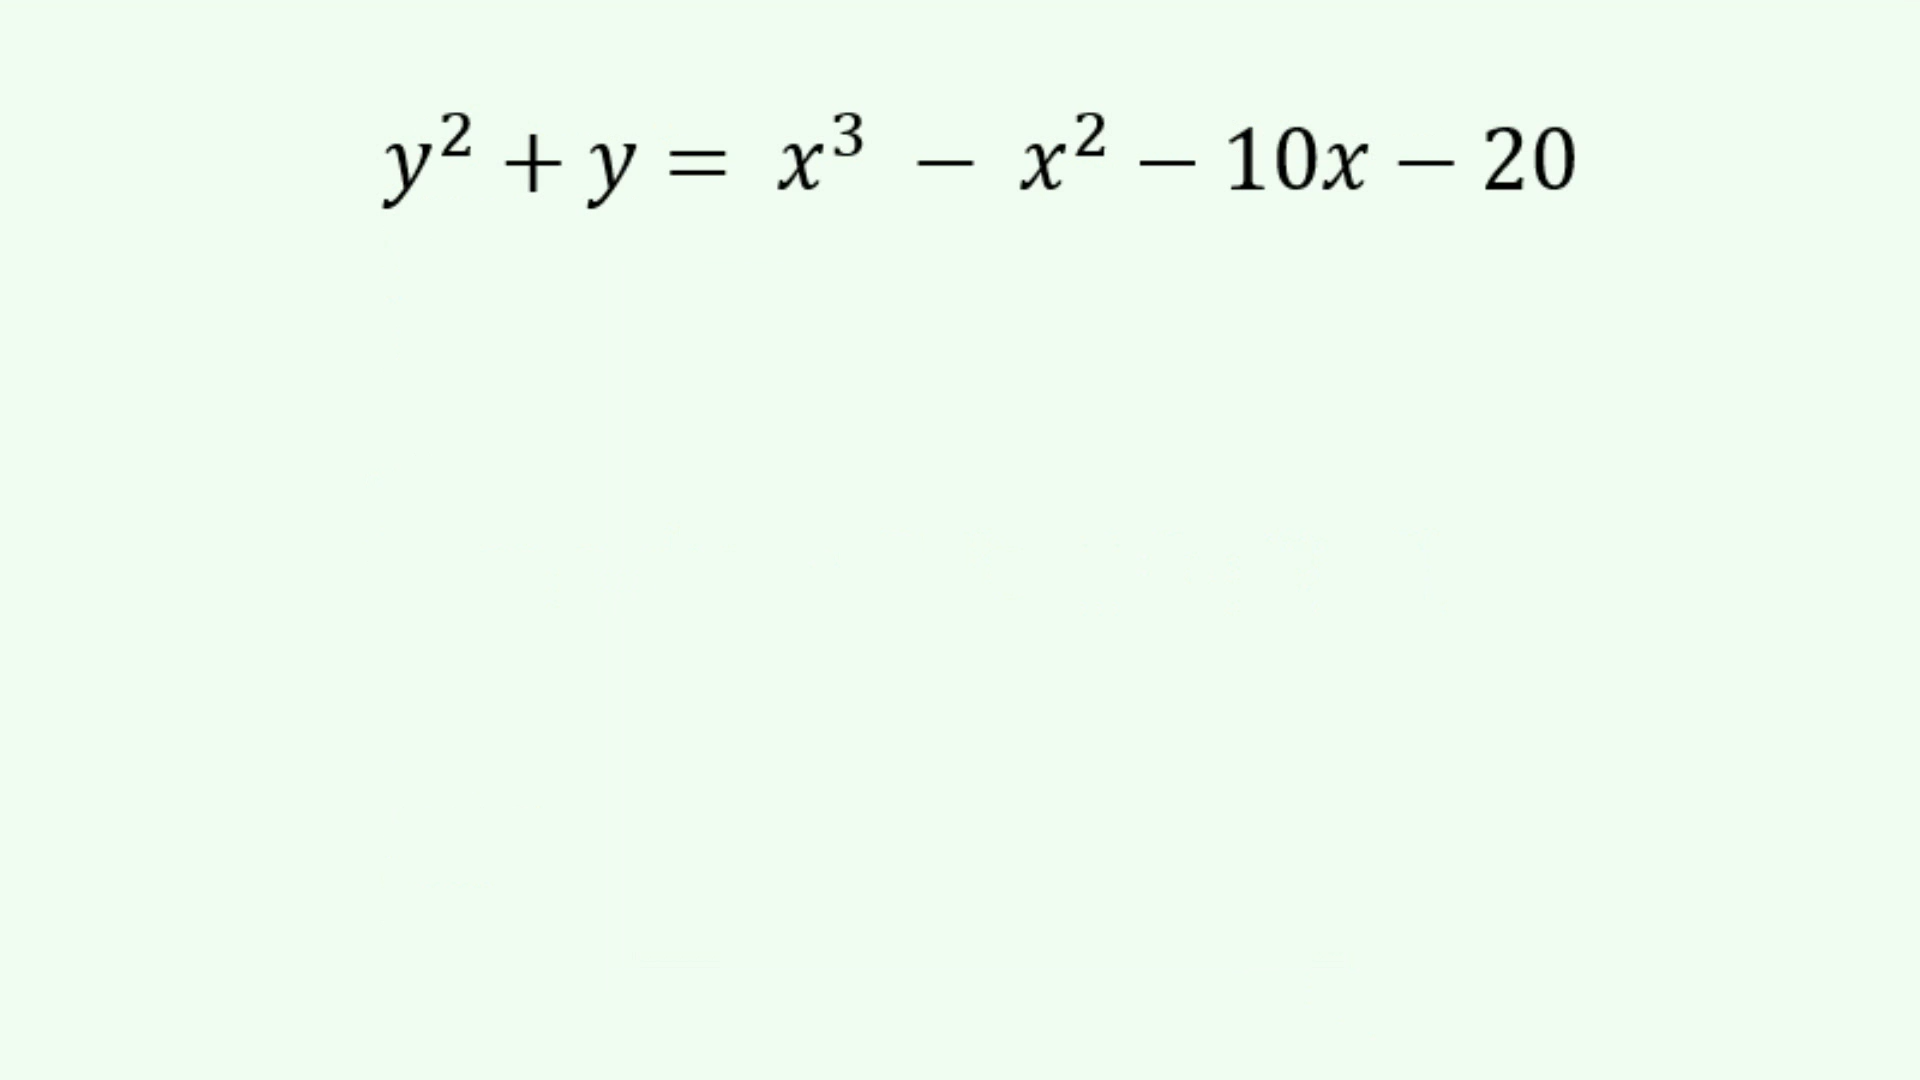 y² + y = x³ − x² − 10x − 20